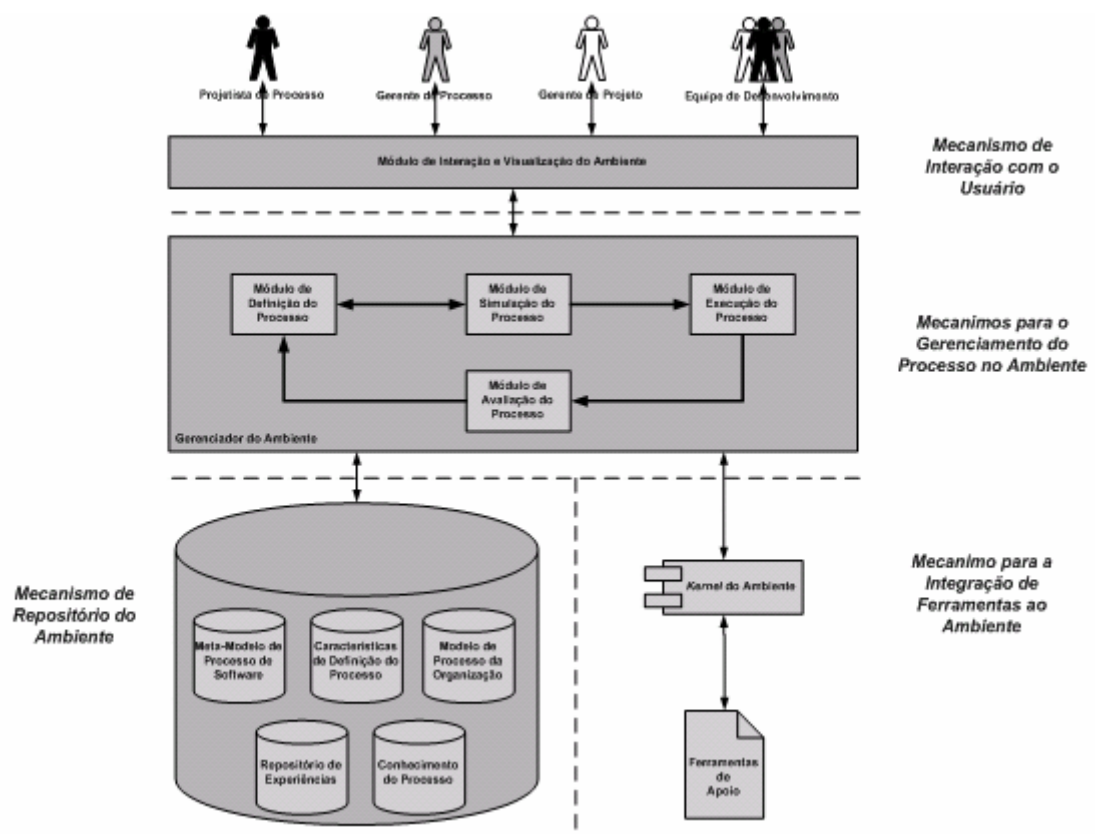 Projetista de Processo
Gerente de Processo
Gerente de Projeto
Equipe de Desenvolvimento
Módulo de Interação e Visualização do Ambiente
Mecanismo de
Interação com o
Usuário
Módulo de
Definição do
Processo
Módulo de
Simulação do
Processo
Módulo de
Execução do
Processo
Módulo de
Avaliação do
Processo
Gerenciador do Ambiente
Mecanimos para o
Gerenciamento do
Processo no Ambiente
Mecanismo de
Repositório do
Ambiente
Meta-Modelo de
Processo de
Software
Características
de Definição do
Processo
Modelo de
Processo da
Organização
Repositório de
Experiências
Conhecimento
do Processo
Kernel do Ambiente
Ferramentas
de
Apoio
Mecanimo para a
Integração de
Ferramentas ao
Ambiente